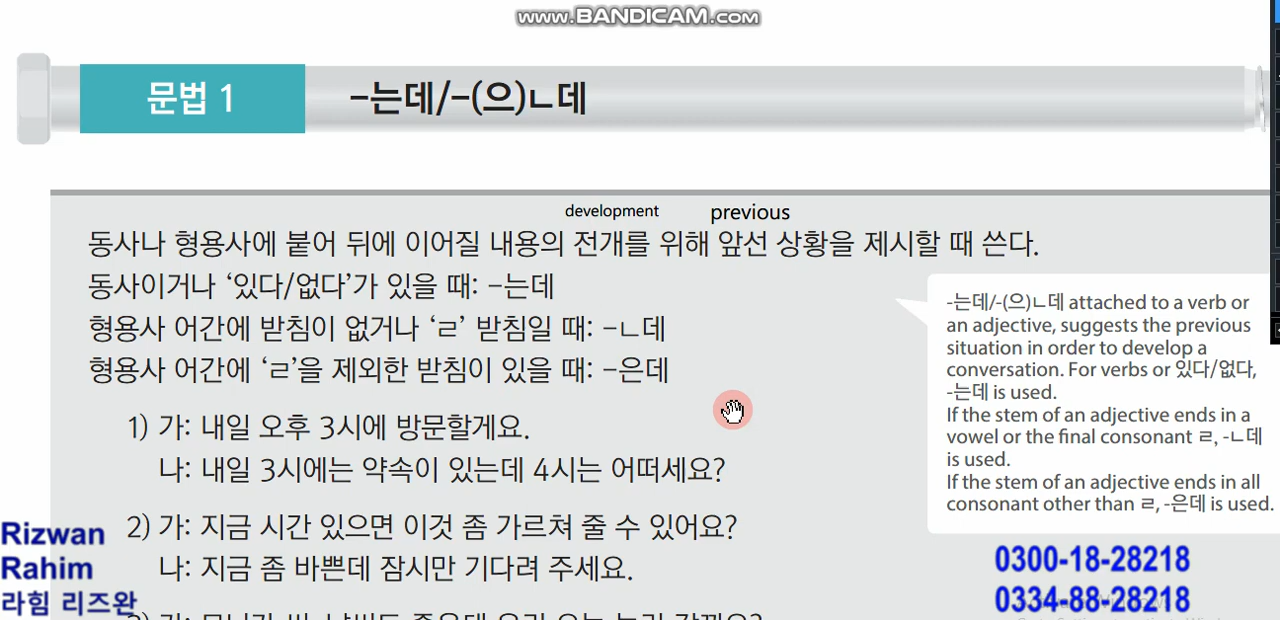 www.BANDICAM.com
문법 1
-는데/-(으)ㄴ데
development previous
동사나 형용사에 붙어 뒤에 이어질 내용의 전개를 위해 앞선 상황을 제시할 때 쓴다.
동사이거나 ‘있다/없다’가 있을 때: -는데
형용사 어간에 받침이 없거나 ‘ㄹ’ 받침일 때: -ㄴ데
형용사 어간에 ‘ㄹ’을 제외한 받침이 있을 때: -은데
-는데/-(으)ㄴ데 attached to a verb or
an adjective, suggests the previous
situation in order to develop a
conversation. For verbs or 있다/없다,
-는데 is used.
If the stem of an adjective ends in a
vowel or the final consonant ㄹ, -ㄴ데
is used.
If the stem of an adjective ends in all
consonant other than ㄹ, -은데 is used.
1) 가: 내일 오후 3시에 방문할게요.
나: 내일 3시에는 약속이 있는데 4시는 어떠세요?
2) 가: 지금 시간 있으면 이것 좀 가르쳐 줄 수 있어요?
나: 지금 좀 바쁜데 잠시만 기다려 주세요.
Rizwan
Rahim
라힘 리즈완
0300-18-28218
0334-88-28218